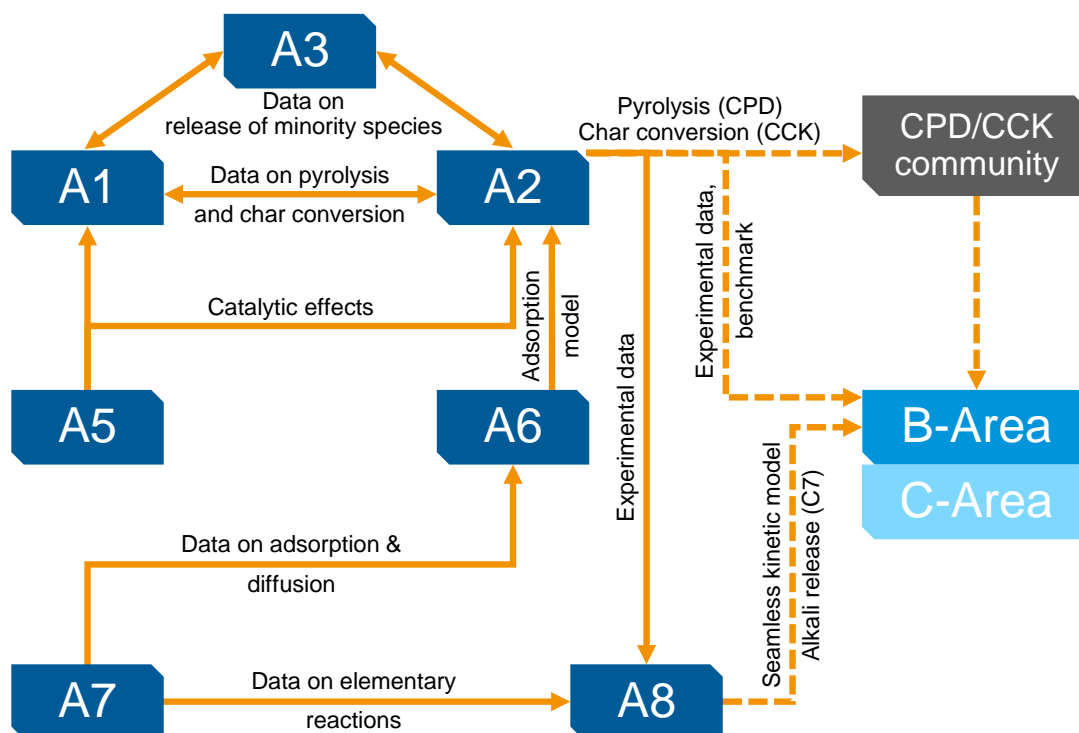 A3
Data on
release of minority species
Pyrolysis (CPD)
Char conversion (CCK)
CPD/CCK
community
A1
Data on pyrolysis
and char conversion
A2
Experimental data,
benchmark
Catalytic effects
Adsorption
model
Experimental data
A5
A6
B-Area
C-Area
Data on adsorption &
diffusion
Seamless kinetic model
Alkali release (C7)
A7
Data on elementary
reactions
A8